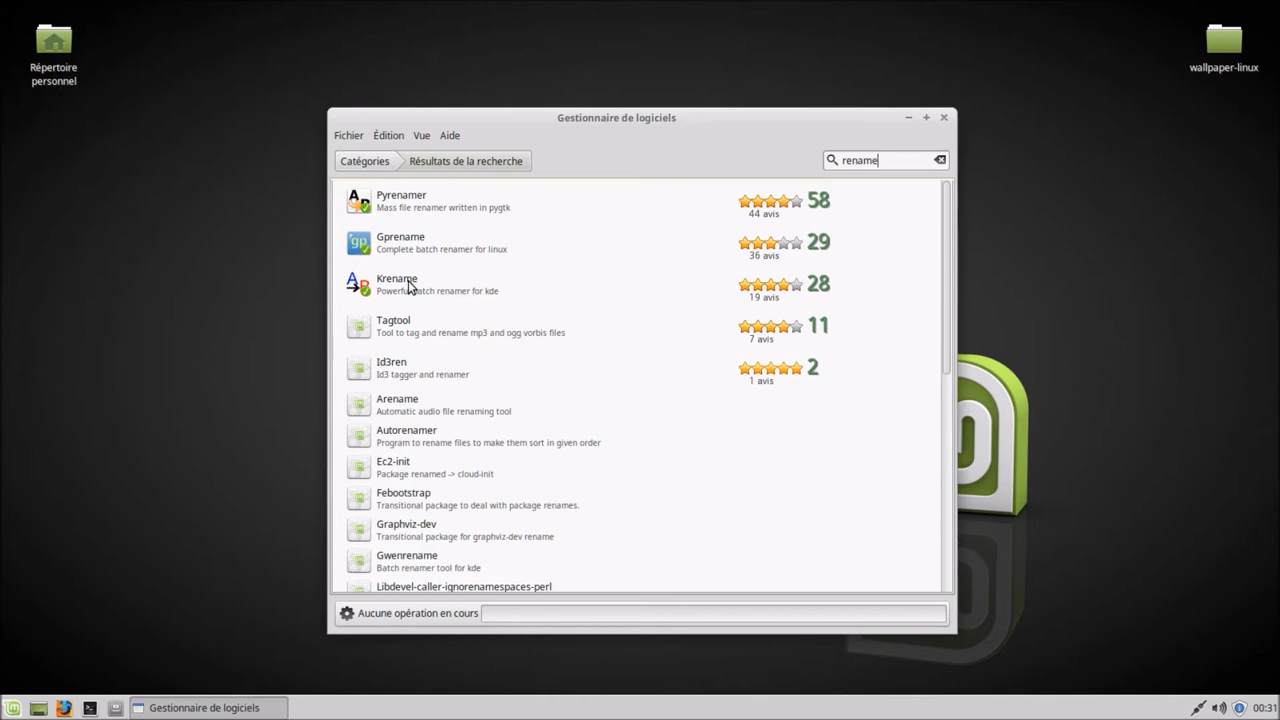 Répertoire
personnel
wallpaper-linux
Gestionnaire de logiciels
Fichier Édition Vue Aide
Catégories Résultats de la recherche rename
Pyrenamer
Mass file renamer written in pygtk
58
44 avis
Gprename
Complete batch renamer for linux
29
36 avis
Krename
Powerful batch renamer for kde
28
19 avis
Tagtool
Tool to tag and rename mp3 and ogg vorbis files
11
7 avis
Id3ren
Id3 tagger and renamer
2
1 avis
Arename
Automatic audio file renaming tool
Autorenamer
Program to rename files to make them sort in given order
Ec2-init
Package renamed -> cloud-init
Febootstrap
Transitional package to deal with package renames.
Graphviz-dev
Transitional package for graphviz-dev rename
Gwenrename
Batch renamer tool for kde
Libdevel-caller-ignorenamespaces-perl
Aucune opération en cours
Gestionnaire de logiciels
00:31